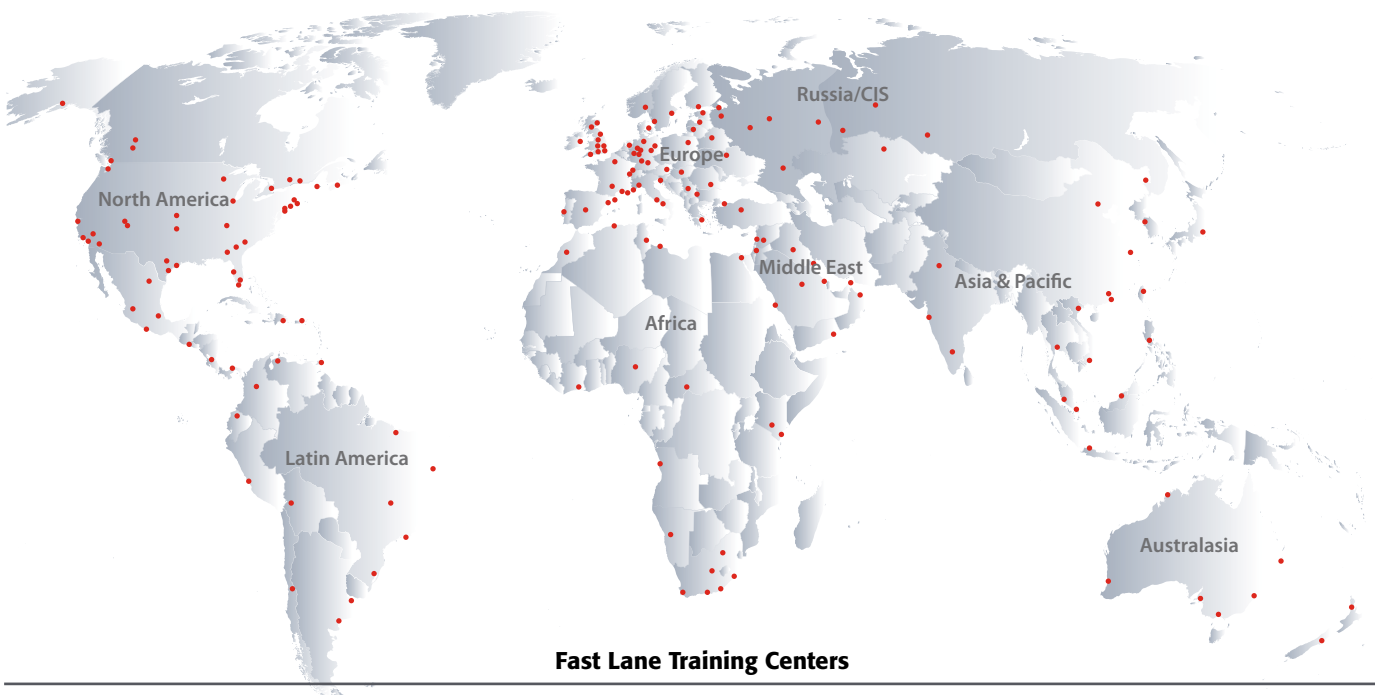 Russia/CIS
Europe
North America
Middle East
Asia & Pacific
Africa
Latin America
Australasia
Fast Lane Training Centers